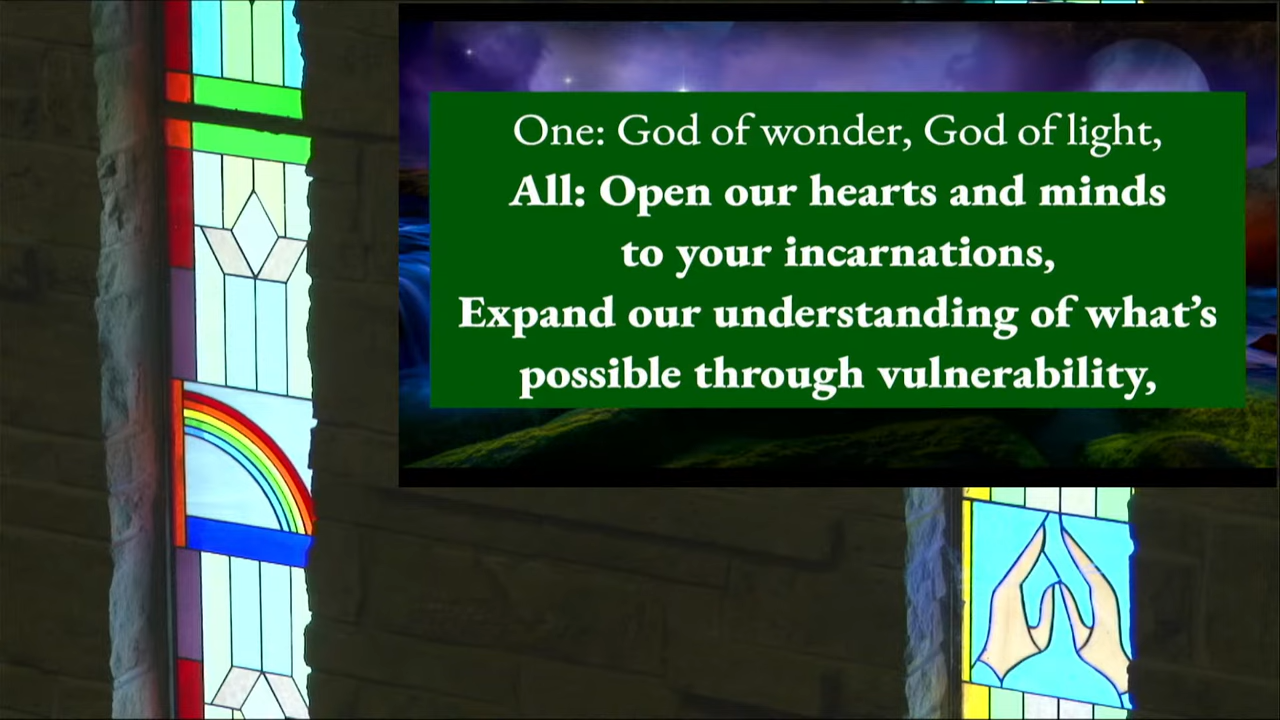 One: God of wonder, God of light,
All: Open our hearts and minds
to your incarnations,
Expand our understanding of what’s
possible through vulnerability,